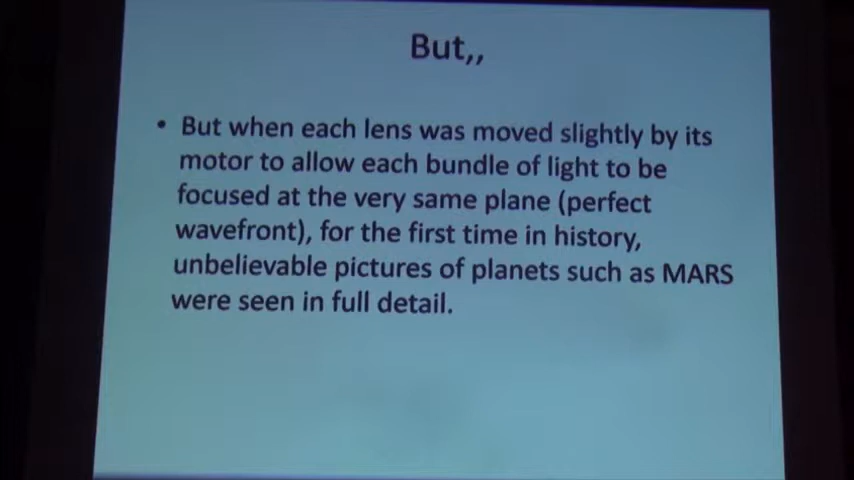 But,,
• But when each lens was moved slightly by its
motor to allow each bundle of light to be
focused at the very same plane (perfect
wavefront), for the first time in history,
unbelievable pictures of planets such as MARS
were seen in full detail.